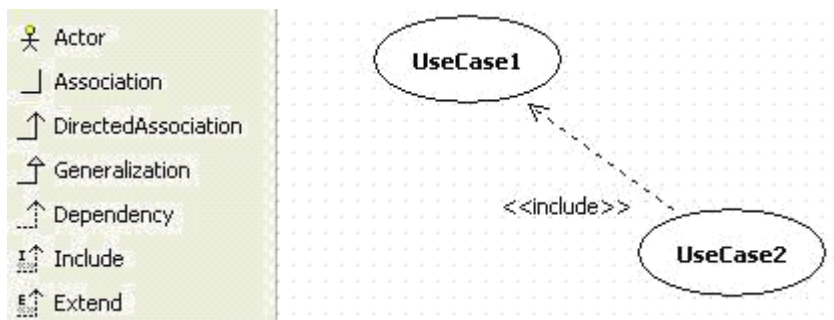 Actor
Association
DirectedAssociation
Generalization
Dependency
I
Include
E
Extend
UseCase1
<<include>>
UseCase2